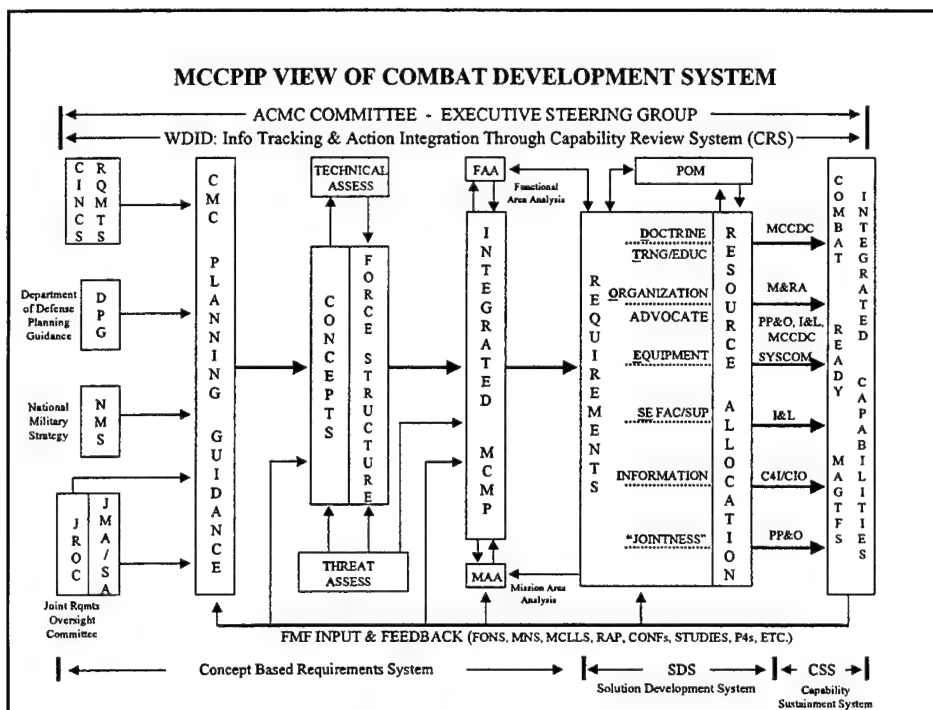 MCCPIP VIEW OF COMBAT DEVELOPMENT SYSTEM
ACMC COMMITTEE - EXECUTIVE STEERING GROUP
WDID: Info Tracking & Action Integration Through Capability Review System (CRS)
CINCS
RQMTS
Department
of Defense
Planning
Guidance
DPG
National
Military
Strategy
NMS
JROC
JMA/SA
Joint Rqmts
Oversight
Committee
CMC PLANNING GUIDANCE
TECHNICAL
ASSESS
CONCEPTS
FORCE STRUCTURE
THREAT
ASSESS
FAA
Functional
Area Analysis
INTEGRATED MCMP
MAA
Mission Area
Analysis
POM
REQUIREMENTS
DOCTRINE
TRNG/EDUC
ORGANIZATION
ADVOCATE
EQUIPMENT
SE FAC/SUP
INFORMATION
"JOINTNESS"
RESOURCE ALLOCATION
MCCDC
M&RA
PP&O, I&L,
MCCDC
SYSCOM
I&L
C4I/CIO
PP&O
COMBAT READY MAGTFS
INTEGRATED CAPABILITIES
FMF INPUT & FEEDBACK (FONS, MNS, MCLLS, RAP, CONFs, STUDIES, P4s, ETC.)
Concept Based Requirements System
SDS
Solution Development System
CSS
Capability
Sustainment System